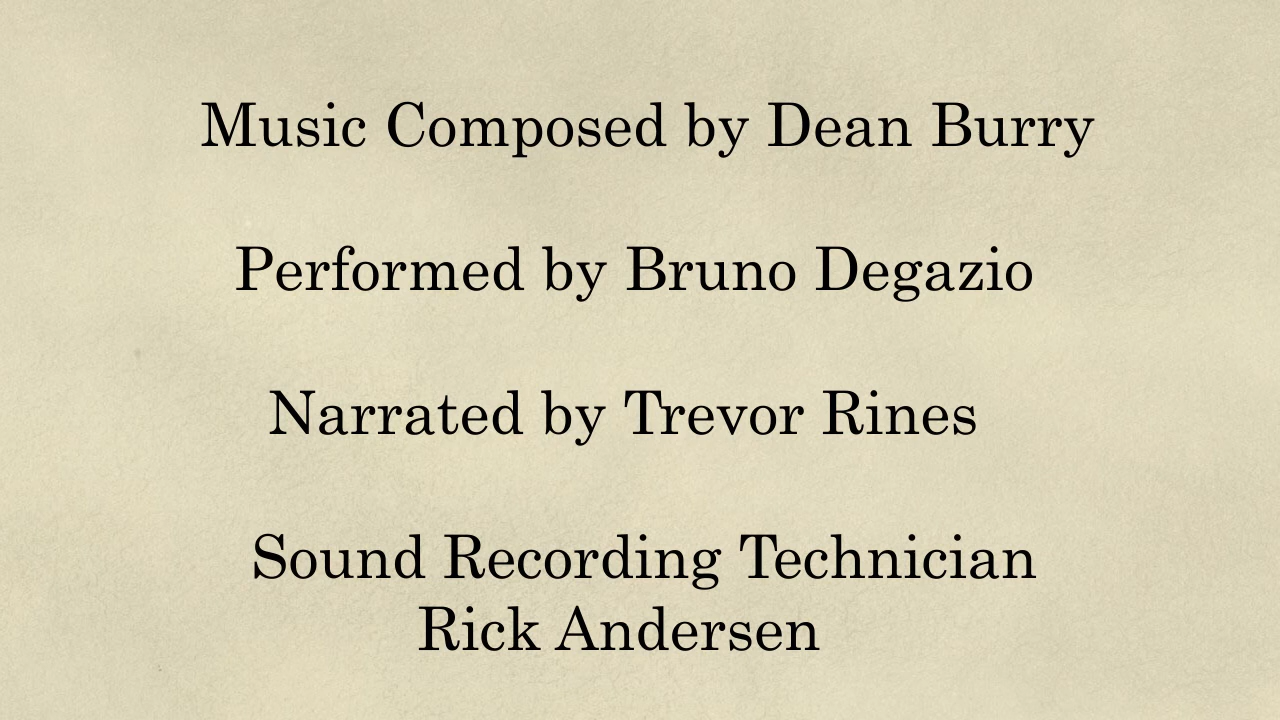 Music Composed by Dean Burry
Performed by Bruno Degazio
Narrated by Trevor Rines
Sound Recording Technician
Rick Andersen